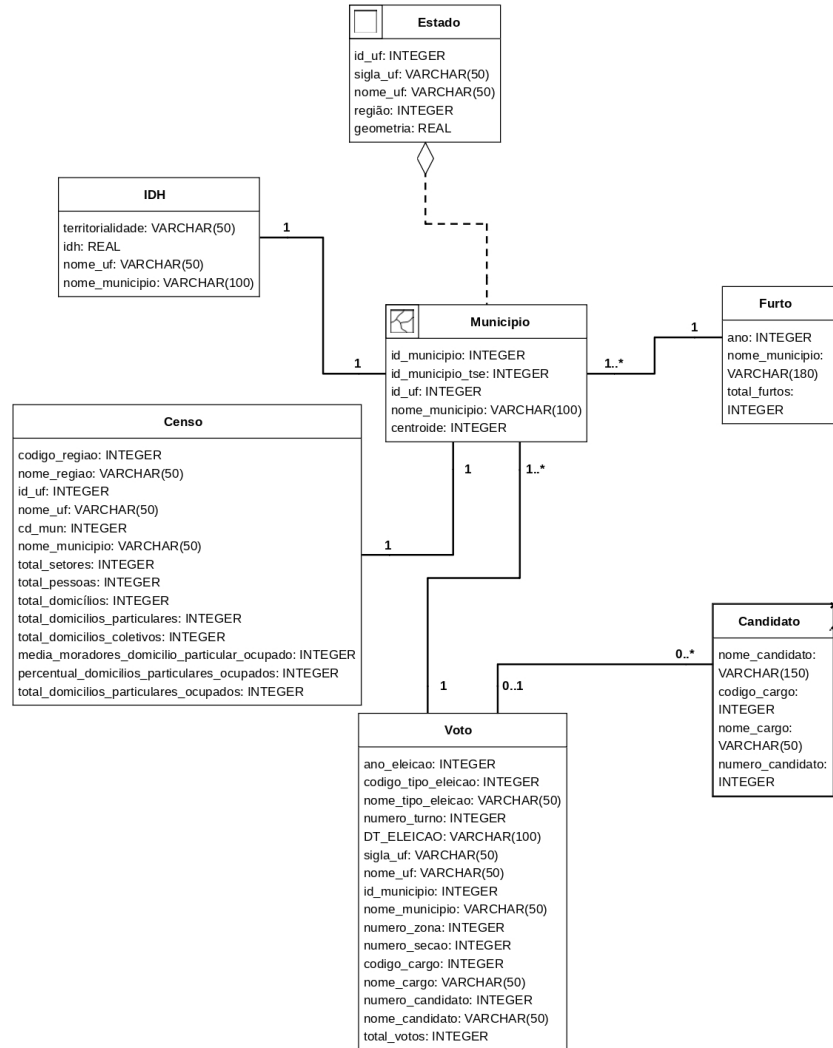 Estado
id_uf: INTEGER
sigla_uf: VARCHAR(50)
nome_uf: VARCHAR(50)
região: INTEGER
geometria: REAL
IDH
territorialidade: VARCHAR(50)
idh: REAL
nome_uf: VARCHAR(50)
nome_municipio: VARCHAR(100)
1
1
Municipio
id_municipio: INTEGER
id_municipio_tse: INTEGER
id_uf: INTEGER
nome_municipio: VARCHAR(100)
centroide: INTEGER
1..*
1
Furto
ano: INTEGER
nome_municipio:
VARCHAR(180)
total_furtos:
INTEGER
Censo
codigo_regiao: INTEGER
nome_regiao: VARCHAR(50)
id_uf: INTEGER
nome_uf: VARCHAR(50)
cd_mun: INTEGER
nome_municipio: VARCHAR(50)
total_setores: INTEGER
total_pessoas: INTEGER
total_domicílios: INTEGER
total_domicilios_particulares: INTEGER
total_domicilios_coletivos: INTEGER
media_moradores_domicilio_particular_ocupado: INTEGER
percentual_domicilios_particulares_ocupados: INTEGER
total_domicilios_particulares_ocupados: INTEGER
1
1
1..*
1
0..1
0..*
Candidato
nome_candidato:
VARCHAR(150)
codigo_cargo:
INTEGER
nome_cargo:
VARCHAR(50)
numero_candidato:
INTEGER
Voto
ano_eleicao: INTEGER
codigo_tipo_eleicao: INTEGER
nome_tipo_eleicao: VARCHAR(50)
numero_turno: INTEGER
DT_ELEICAO: VARCHAR(100)
sigla_uf: VARCHAR(50)
nome_uf: VARCHAR(50)
id_municipio: INTEGER
nome_municipio: VARCHAR(50)
numero_zona: INTEGER
numero_secao: INTEGER
codigo_cargo: INTEGER
nome_cargo: VARCHAR(50)
numero_candidato: INTEGER
nome_candidato: VARCHAR(50)
total_votos: INTEGER